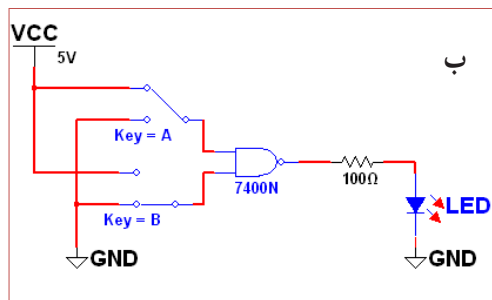 VCC
5V
ب
Key = A
7400N
100Ω
LED
Key = B
GND
GND